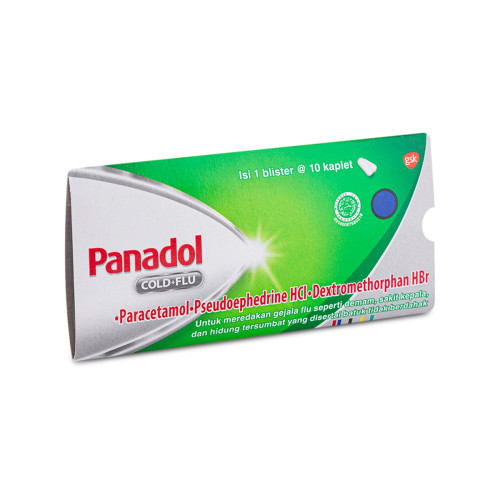 Isi 1 blister @ 10 kaplet
gsk
Panadol
COLD+FLU
•Paracetamol•Pseudoephedrine HCl•Dextromethorphan HBr
Untuk meredakan gejala flu seperti demam, sakit kepala,
dan hidung tersumbat yang disertai batuk tidak berdahak.